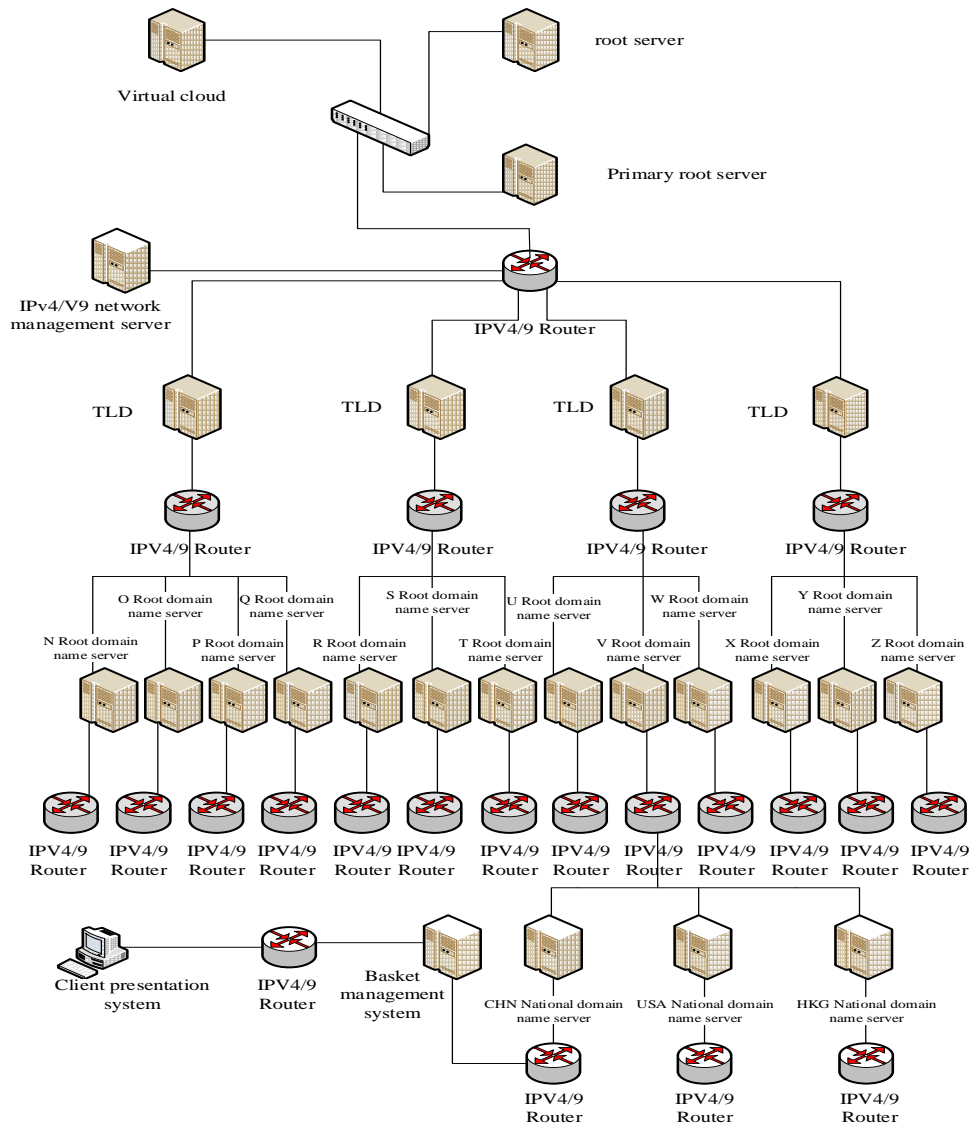 root server
Virtual cloud
Primary root server
IPv4/V9 network
management server
IPV4/9 Router
TLD
TLD
TLD
TLD
IPV4/9 Router
IPV4/9 Router
IPV4/9 Router
IPV4/9 Router
N Root domain
name server
O Root domain
name server
P Root domain
name server
Q Root domain
name server
R Root domain
name server
S Root domain
name server
T Root domain
name server
U Root domain
name server
V Root domain
name server
W Root domain
name server
X Root domain
name server
Y Root domain
name server
Z Root domain
name server
IPV4/9
Router
IPV4/9
Router
IPV4/9
Router
IPV4/9
Router
IPV4/9
Router
IPV4/9
Router
IPV4/9
Router
IPV4/9
Router
IPV4/9
Router
IPV4/9
Router
IPV4/9
Router
IPV4/9
Router
IPV4/9
Router
Client presentation
system
IPV4/9
Router
Basket
management
system
CHN National domain
name server
USA National domain
name server
HKG National domain
name server
IPV4/9
Router
IPV4/9
Router
IPV4/9
Router